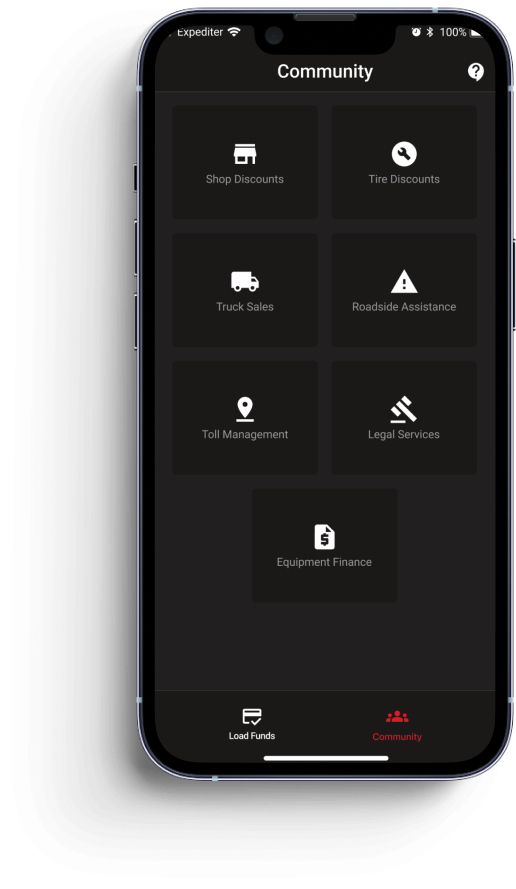 Expediter
100%
Community
Shop Discounts
Tire Discounts
Truck Sales
Roadside Assistance
Toll Management
Legal Services
$
Equipment Finance
Load Funds
Community